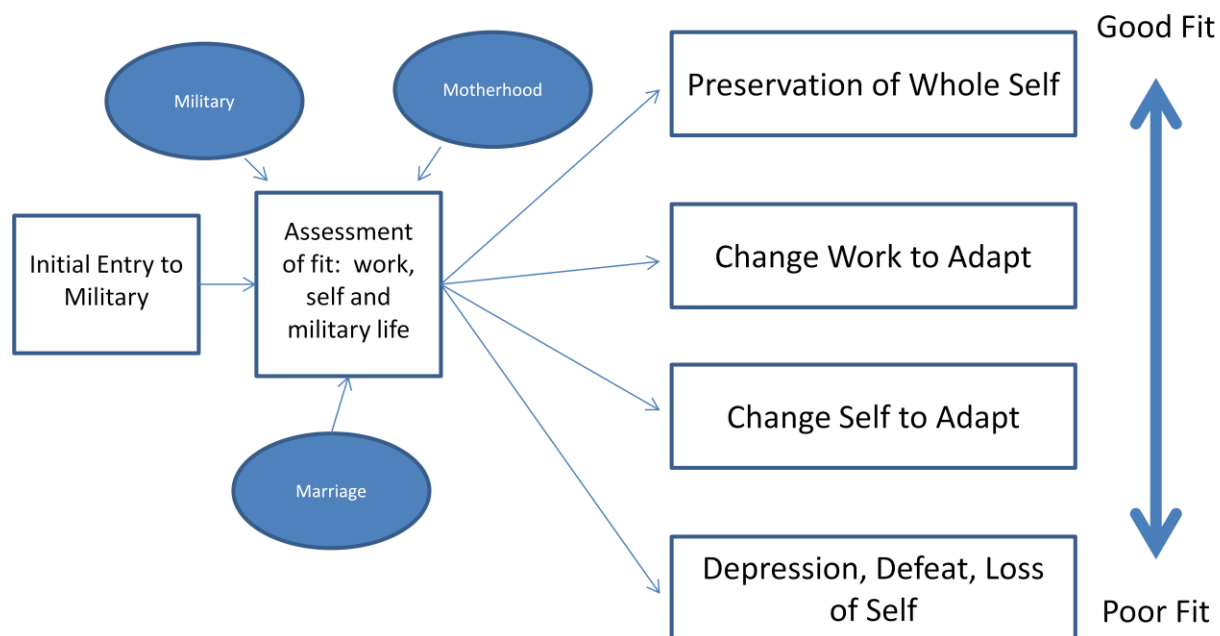 Good Fit
Military
Motherhood
Preservation of Whole Self
Initial Entry to
Military
Assessment
of fit:  work,
self and
military life
Change Work to Adapt
Change Self to Adapt
Marriage
Depression, Defeat, Loss
of Self
Poor Fit